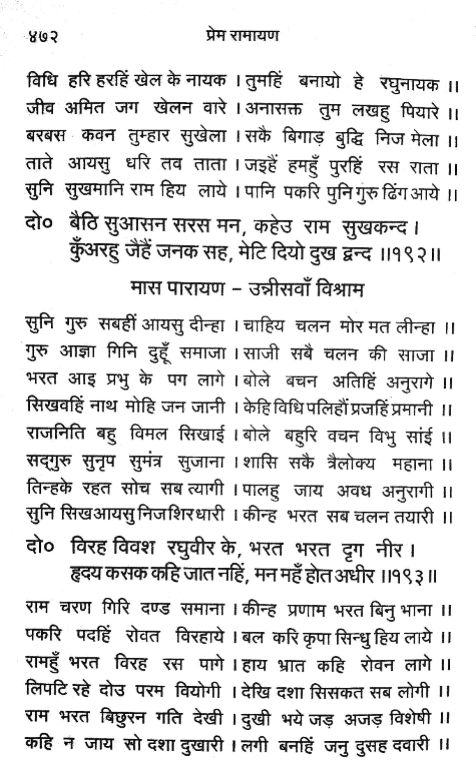 ४७२ प्रेम रामायण
विधि हरि हरहिं खेल के नायक । तुमहिं बनायो हे रघुनायक ।।
जीव अमित जग खेलन वारे । अनासक्त तुम लखहु पियारे ।।
बरबस कवन तुम्हार सुखेला । सकै बिगाड़ बुद्धि निज मेला ।।
ताते आयसु धरि तव ताता । जइहैं हमहुँ पुरहिं रस राता ।।
सुनि सुखमानि राम हिय लाये । पानि पकरि पुनि गुरु ढिंग आये ।।
दो० बैठि सुआसन सरस मन, कहेउ राम सुखकन्द ।
कुँअरहु जैहैं जनक सह, मेटि दियो दुख द्वन्द ।।१९२।।
मास पारायण – उन्नीसवाँ विश्राम
सुनि गुरु सबहीं आयसु दीन्हा । चाहिय चलन मोर मत लीन्हा ।।
गुरु आज्ञा गिनि दुहूँ समाजा । साजी सबै चलन की साजा ।।
भरत आइ प्रभु के पग लागे । बोले बचन अतिहिं अनुरागे ।।
सिखवहिं नाथ मोहि जन जानी । केहि विधि पलिहौं प्रजहिं प्रमानी ।।
राजनिति बहु विमल सिखाई । बोले बहुरि वचन विभु सांई ।।
सद्गुरु सुनृप सुमंत्र सुजाना । शासि सकै त्रैलोक्य महाना ।।
तिन्हके रहत सोच सब त्यागी । पालहु जाय अवध अनुरागी ।।
सुनि सिख आयसु निज शिर धारी । कीन्ह भरत सब चलन तयारी ।।
दो० विरह विवश रघुवीर के, भरत भरत दृग नीर ।
हृदय कसक कहि जात नहिं, मन महँ होत अधीर ।।१९३।।
राम चरण गिरि दण्ड समाना । कीन्ह प्रणाम भरत बिनु भाना ।।
पकरि पदहिं रोवत विरहाये । बल करि कृपा सिन्धु हिय लाये ।।
रामहुँ भरत विरह रस पागे । हाय भ्रात कहि रोवन लागे ।।
लिपटि रहे दोउ परम वियोगी । देखि दशा सिसकत सब लोगी ।।
राम भरत बिछुरन गति देखी । दुखी भये जड़ अजड़ विशेषी ।।
कहि न जाय सो दशा दुखारी । लगी बनहिं जनु दुसह दवारी ।।